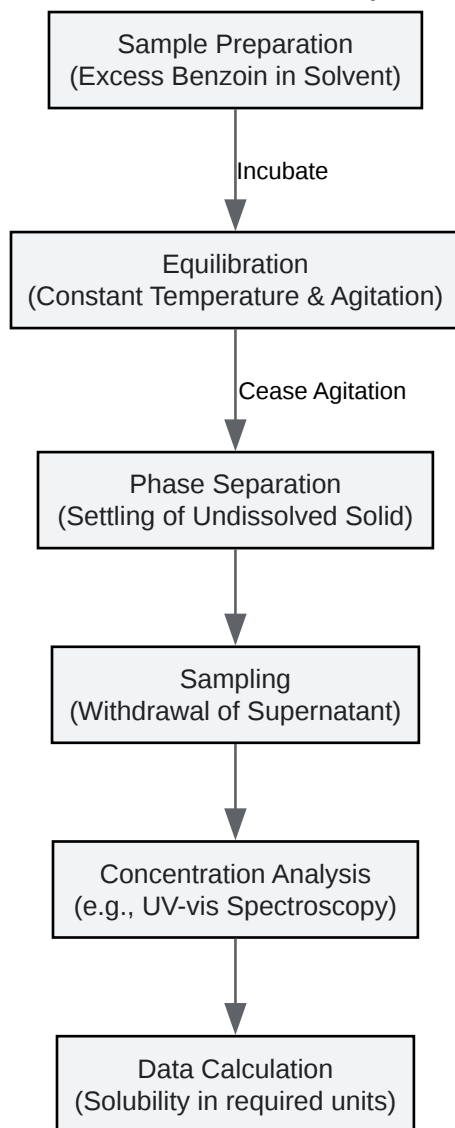 Sample Preparation
(Excess Benzoin in Solvent)
Incubate
Equilibration
(Constant Temperature & Agitation)
Cease Agitation
Phase Separation
(Settling of Undissolved Solid)
Sampling
(Withdrawal of Supernatant)
Concentration Analysis
(e.g., UV-vis Spectroscopy)
Data Calculation
(Solubility in required units)